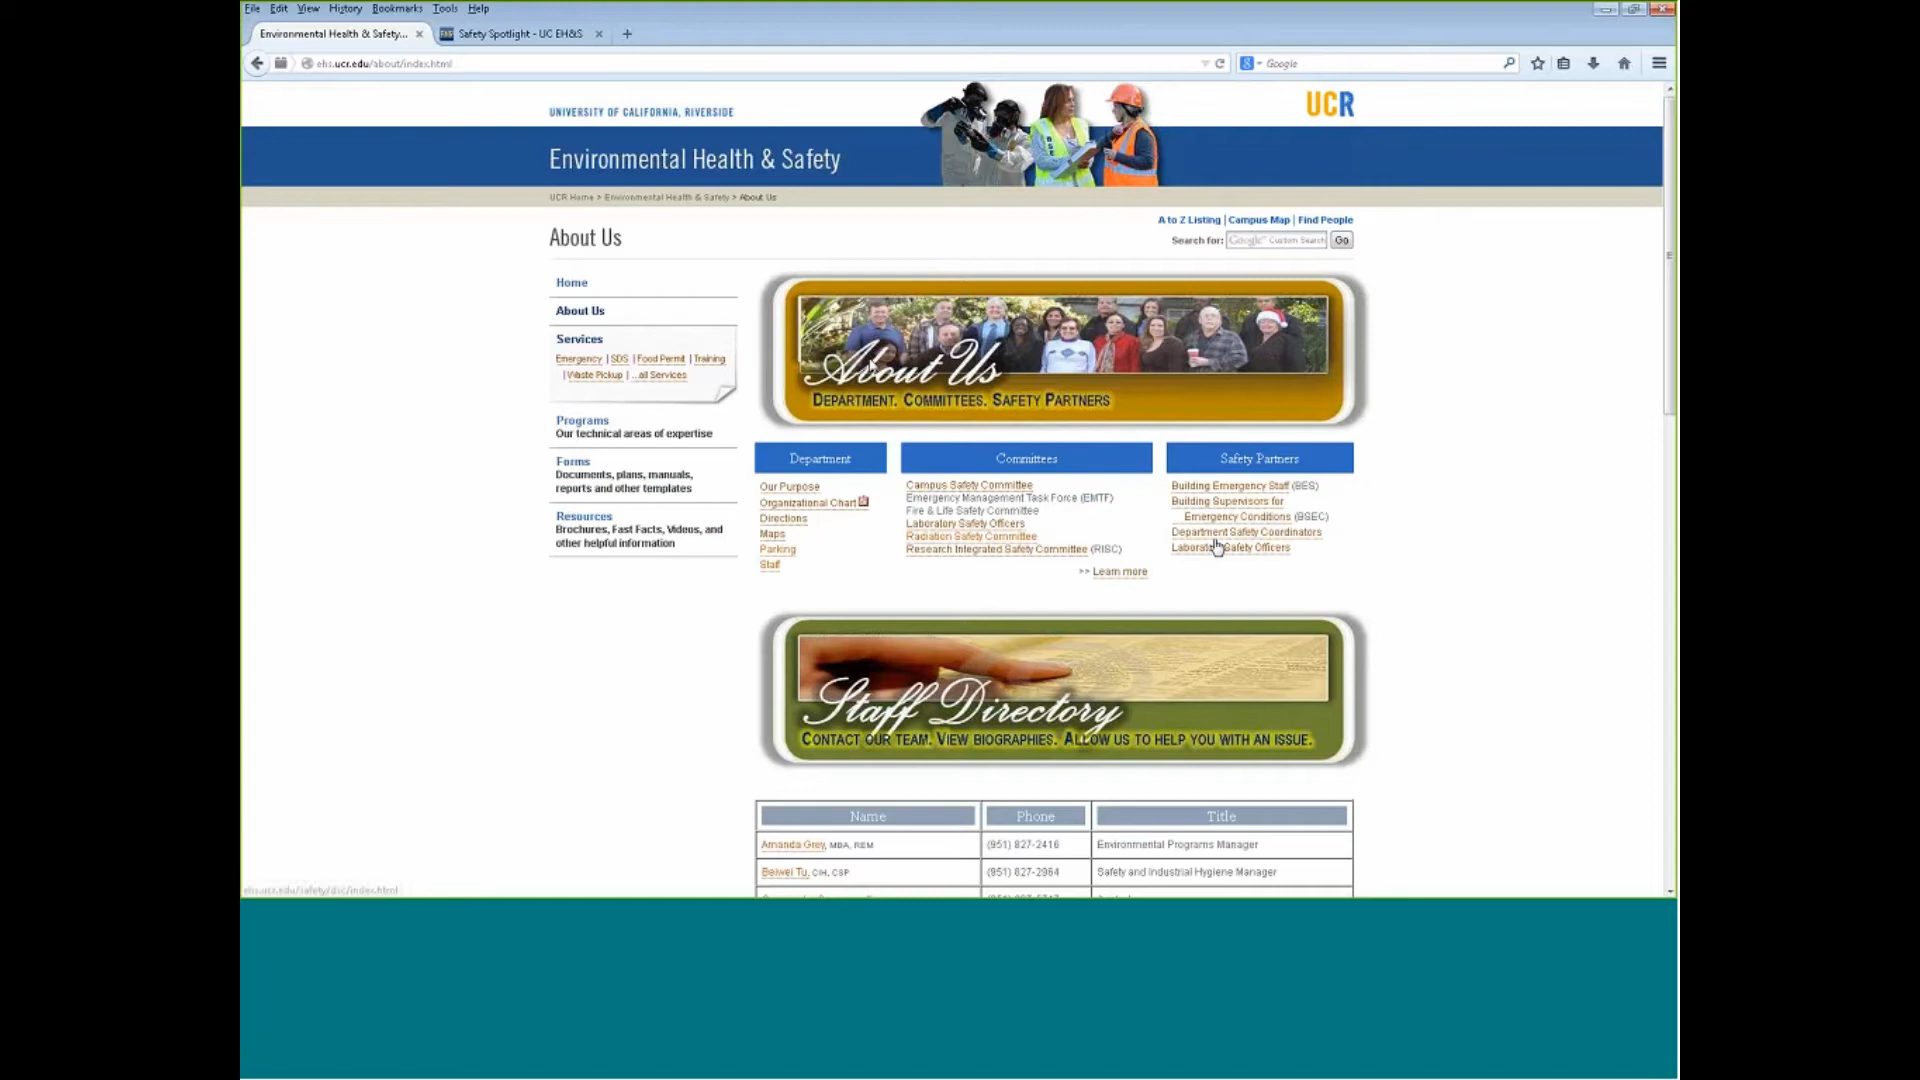 File Edit View History Bookmarks Tools Help
Environmental Health & Safety... × Safety Spotlight - UC EH&S × +
ehs.ucr.edu/about/index.html
Google
UNIVERSITY OF CALIFORNIA, RIVERSIDE
UCR
Environmental Health & Safety
UCR Home > Environmental Health & Safety > About Us
A to Z Listing | Campus Map | Find People
About Us
Search for: Google™ Custom Search Go
Home
About Us
Services
Emergency | SDS | Food Permit | Training
| Waste Pickup | ...all Services
Programs
Our technical areas of expertise
Forms
Documents, plans, manuals,
reports and other templates
Resources
Brochures, Fast Facts, Videos, and
other helpful information
About Us
DEPARTMENT. COMMITTEES. SAFETY PARTNERS
Department
Our Purpose
Organizational Chart
Directions
Maps
Parking
Staff
Committees
Campus Safety Committee
Emergency Management Task Force (EMTF)
Fire & Life Safety Committee
Laboratory Safety Officers
Radiation Safety Committee
Research Integrated Safety Committee (RISC)
>> Learn more
Safety Partners
Building Emergency Staff (BES)
Building Supervisors for
Emergency Conditions (BSEC)
Department Safety Coordinators
Laboratory Safety Officers
Staff Directory
CONTACT OUR TEAM. VIEW BIOGRAPHIES. ALLOW US TO HELP YOU WITH AN ISSUE.
Name Phone Title
Amanda Grey, MBA, REM (951) 827-2416 Environmental Programs Manager
Beiwei Tu, CIH, CSP (951) 827-2964 Safety and Industrial Hygiene Manager
ehs.ucr.edu/safety/dsc/index.html